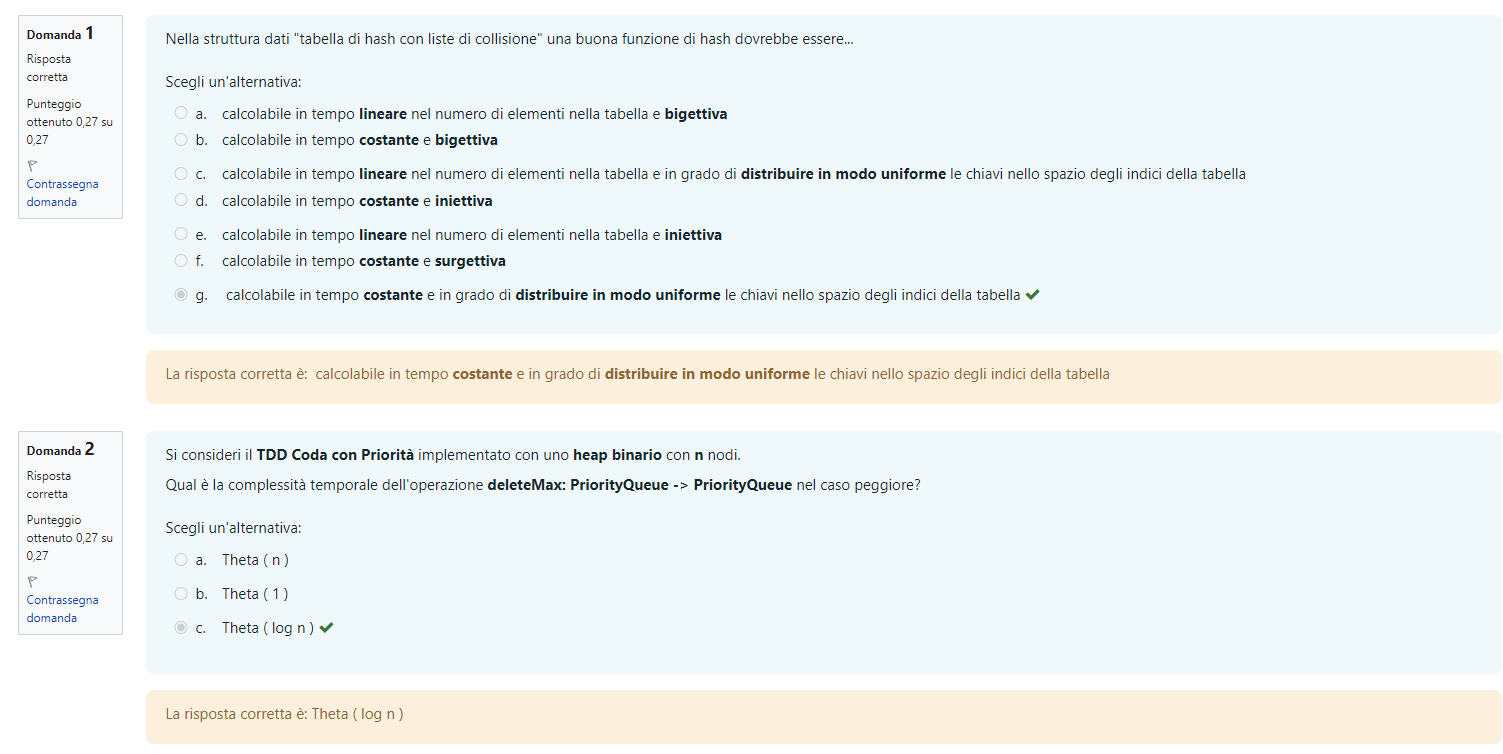 Domanda 1
Risposta
corretta
Punteggio
ottenuto 0,27 su
0,27
Contrassegna
domanda
Nella struttura dati "tabella di hash con liste di collisione" una buona funzione di hash dovrebbe essere...
Scegli un'alternativa:
a. calcolabile in tempo lineare nel numero di elementi nella tabella e bigettiva
b. calcolabile in tempo costante e bigettiva
c. calcolabile in tempo lineare nel numero di elementi nella tabella e in grado di distribuire in modo uniforme le chiavi nello spazio degli indici della tabella
d. calcolabile in tempo costante e iniettiva
e. calcolabile in tempo lineare nel numero di elementi nella tabella e iniettiva
f. calcolabile in tempo costante e surgettiva
g. calcolabile in tempo costante e in grado di distribuire in modo uniforme le chiavi nello spazio degli indici della tabella
La risposta corretta è: calcolabile in tempo costante e in grado di distribuire in modo uniforme le chiavi nello spazio degli indici della tabella
Domanda 2
Risposta
corretta
Punteggio
ottenuto 0,27 su
0,27
Contrassegna
domanda
Si consideri il TDD Coda con Priorità implementato con uno heap binario con n nodi.
Qual è la complessità temporale dell'operazione deleteMax: PriorityQueue -> PriorityQueue nel caso peggiore?
Scegli un'alternativa:
a. Theta ( n )
b. Theta ( 1 )
c. Theta ( log n )
La risposta corretta è: Theta ( log n )